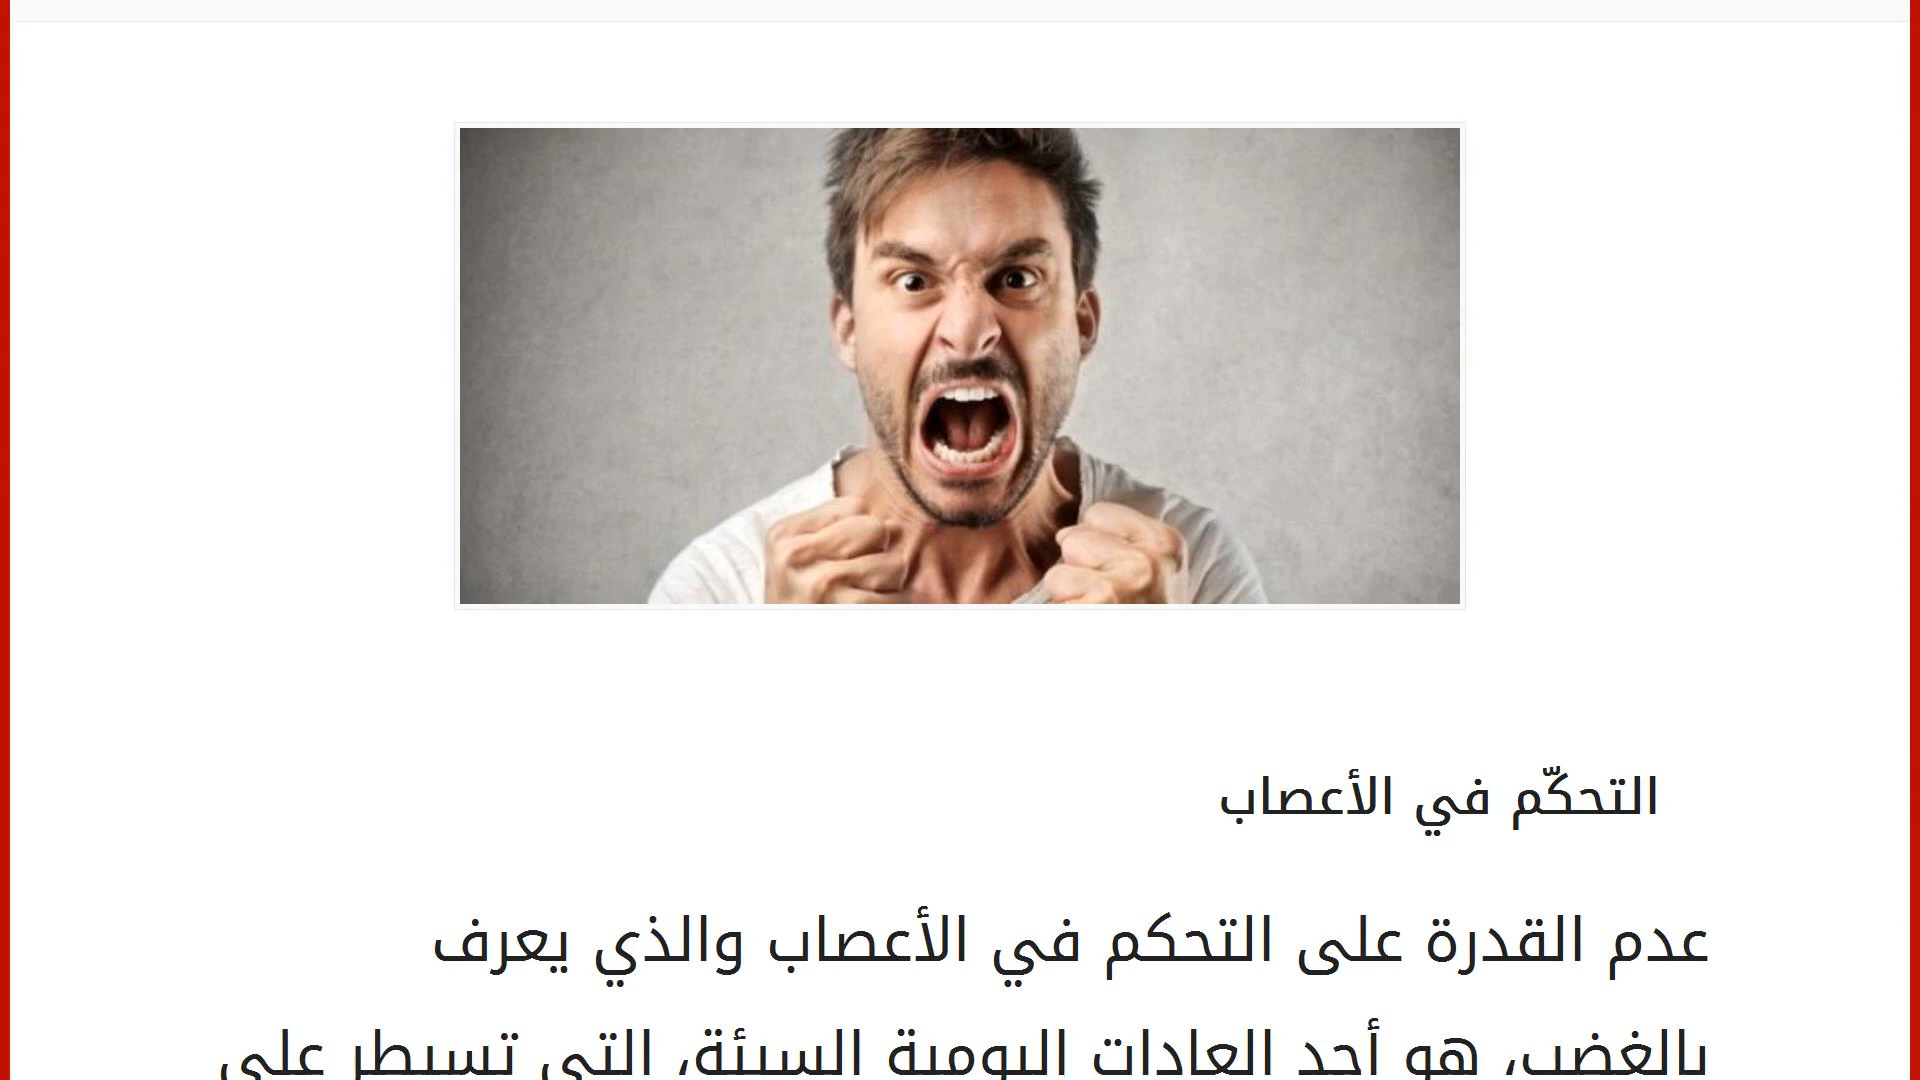 التحكّم في الأعصاب
عدم القدرة على التحكم في الأعصاب والذي يعرف
بالغضب، هو أحد العادات اليومية السيئة، التي تسيطر على